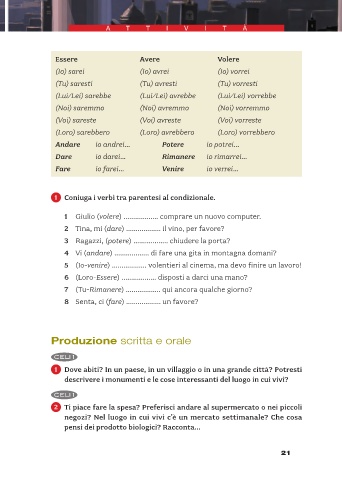 ATTIVITÀ
Essere Avere Volere
(Io) sarei (Io) avrei (Io) vorrei
(Tu) saresti (Tu) avresti (Tu) vorresti
(Lui/Lei) sarebbe (Lui/Lei) avrebbe (Lui/Lei) vorrebbe
(Noi) saremmo (Noi) avremmo (Noi) vorremmo
(Voi) sareste (Voi) avreste (Voi) vorreste
(Loro) sarebbero (Loro) avrebbero (Loro) vorrebbero
Andare io andrei... Potere io potrei...
Dare io darei... Rimanere io rimarrei...
Fare io farei... Venire io verrei...
1 Coniuga i verbi tra parentesi al condizionale.
1 Giulio (volere) ................. comprare un nuovo computer.
2 Tina, mi (dare) ................. il vino, per favore?
3 Ragazzi, (potere) ................. chiudere la porta?
4 Vi (andare) ................. di fare una gita in montagna domani?
5 (Io-venire) ................. volentieri al cinema, ma devo finire un lavoro!
6 (Loro-Essere) ................. disposti a darci una mano?
7 (Tu-Rimanere) ................. qui ancora qualche giorno?
8 Senta, ci (fare) ................. un favore?
Produzione scritta e orale
CELI 1
1 Dove abiti? In un paese, in un villaggio o in una grande città? Potresti
descrivere i monumenti e le cose interessanti del luogo in cui vivi?
CELI 1
2 Ti piace fare la spesa? Preferisci andare al supermercato o nei piccoli
negozi? Nel luogo in cui vivi c'è un mercato settimanale? Che cosa
pensi dei prodotto biologici? Racconta...
21